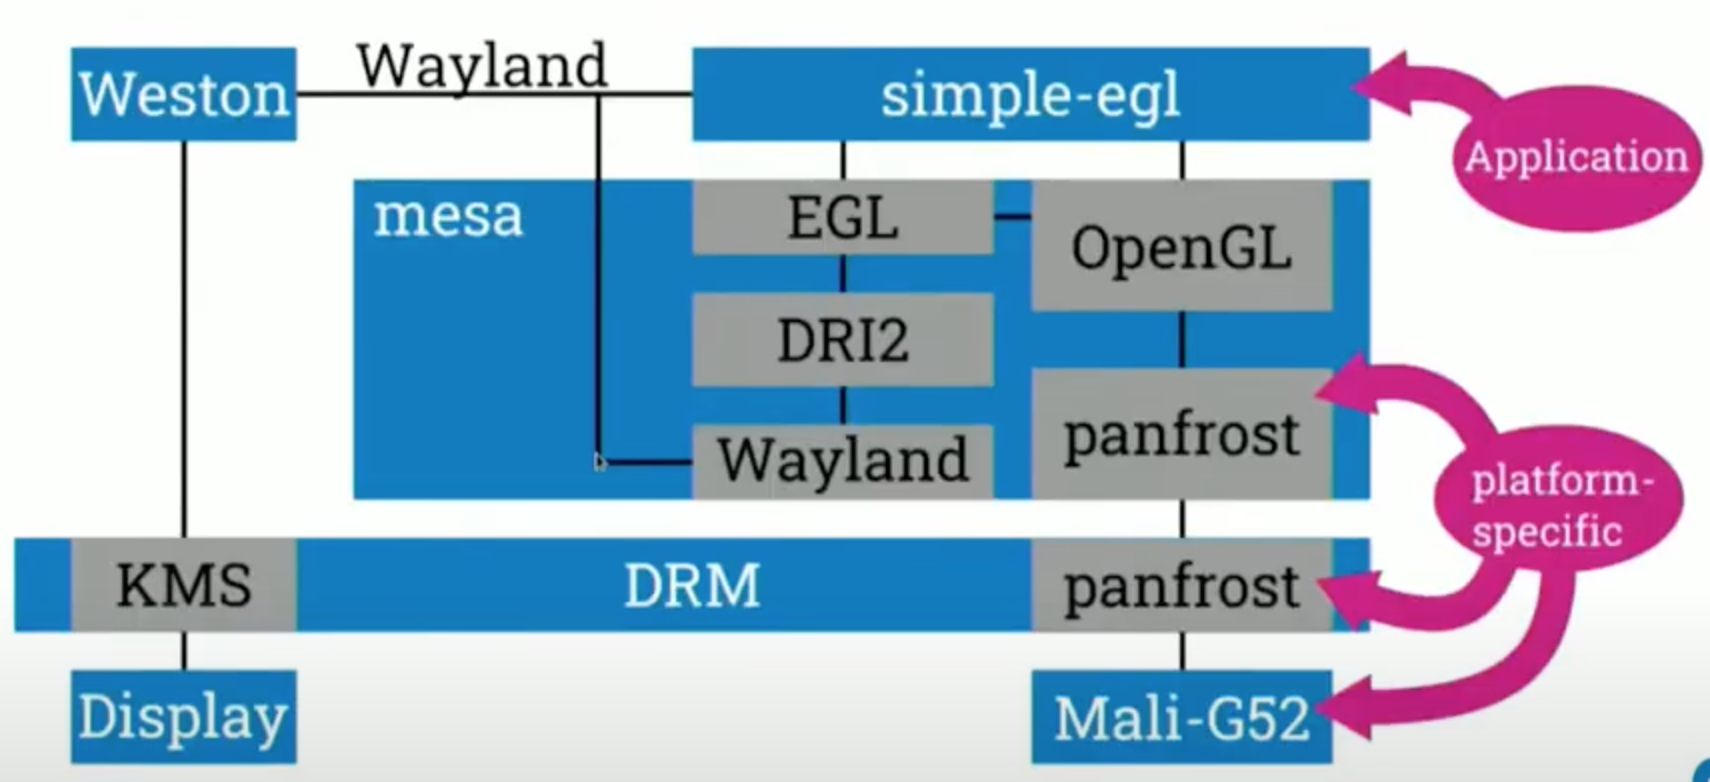 Wayland
Weston
simple-egl
Application
mesa
EGL
OpenGL
DRI2
panfrost
Wayland
platform-
specific
KMS
DRM
panfrost
Display
Mali-G52